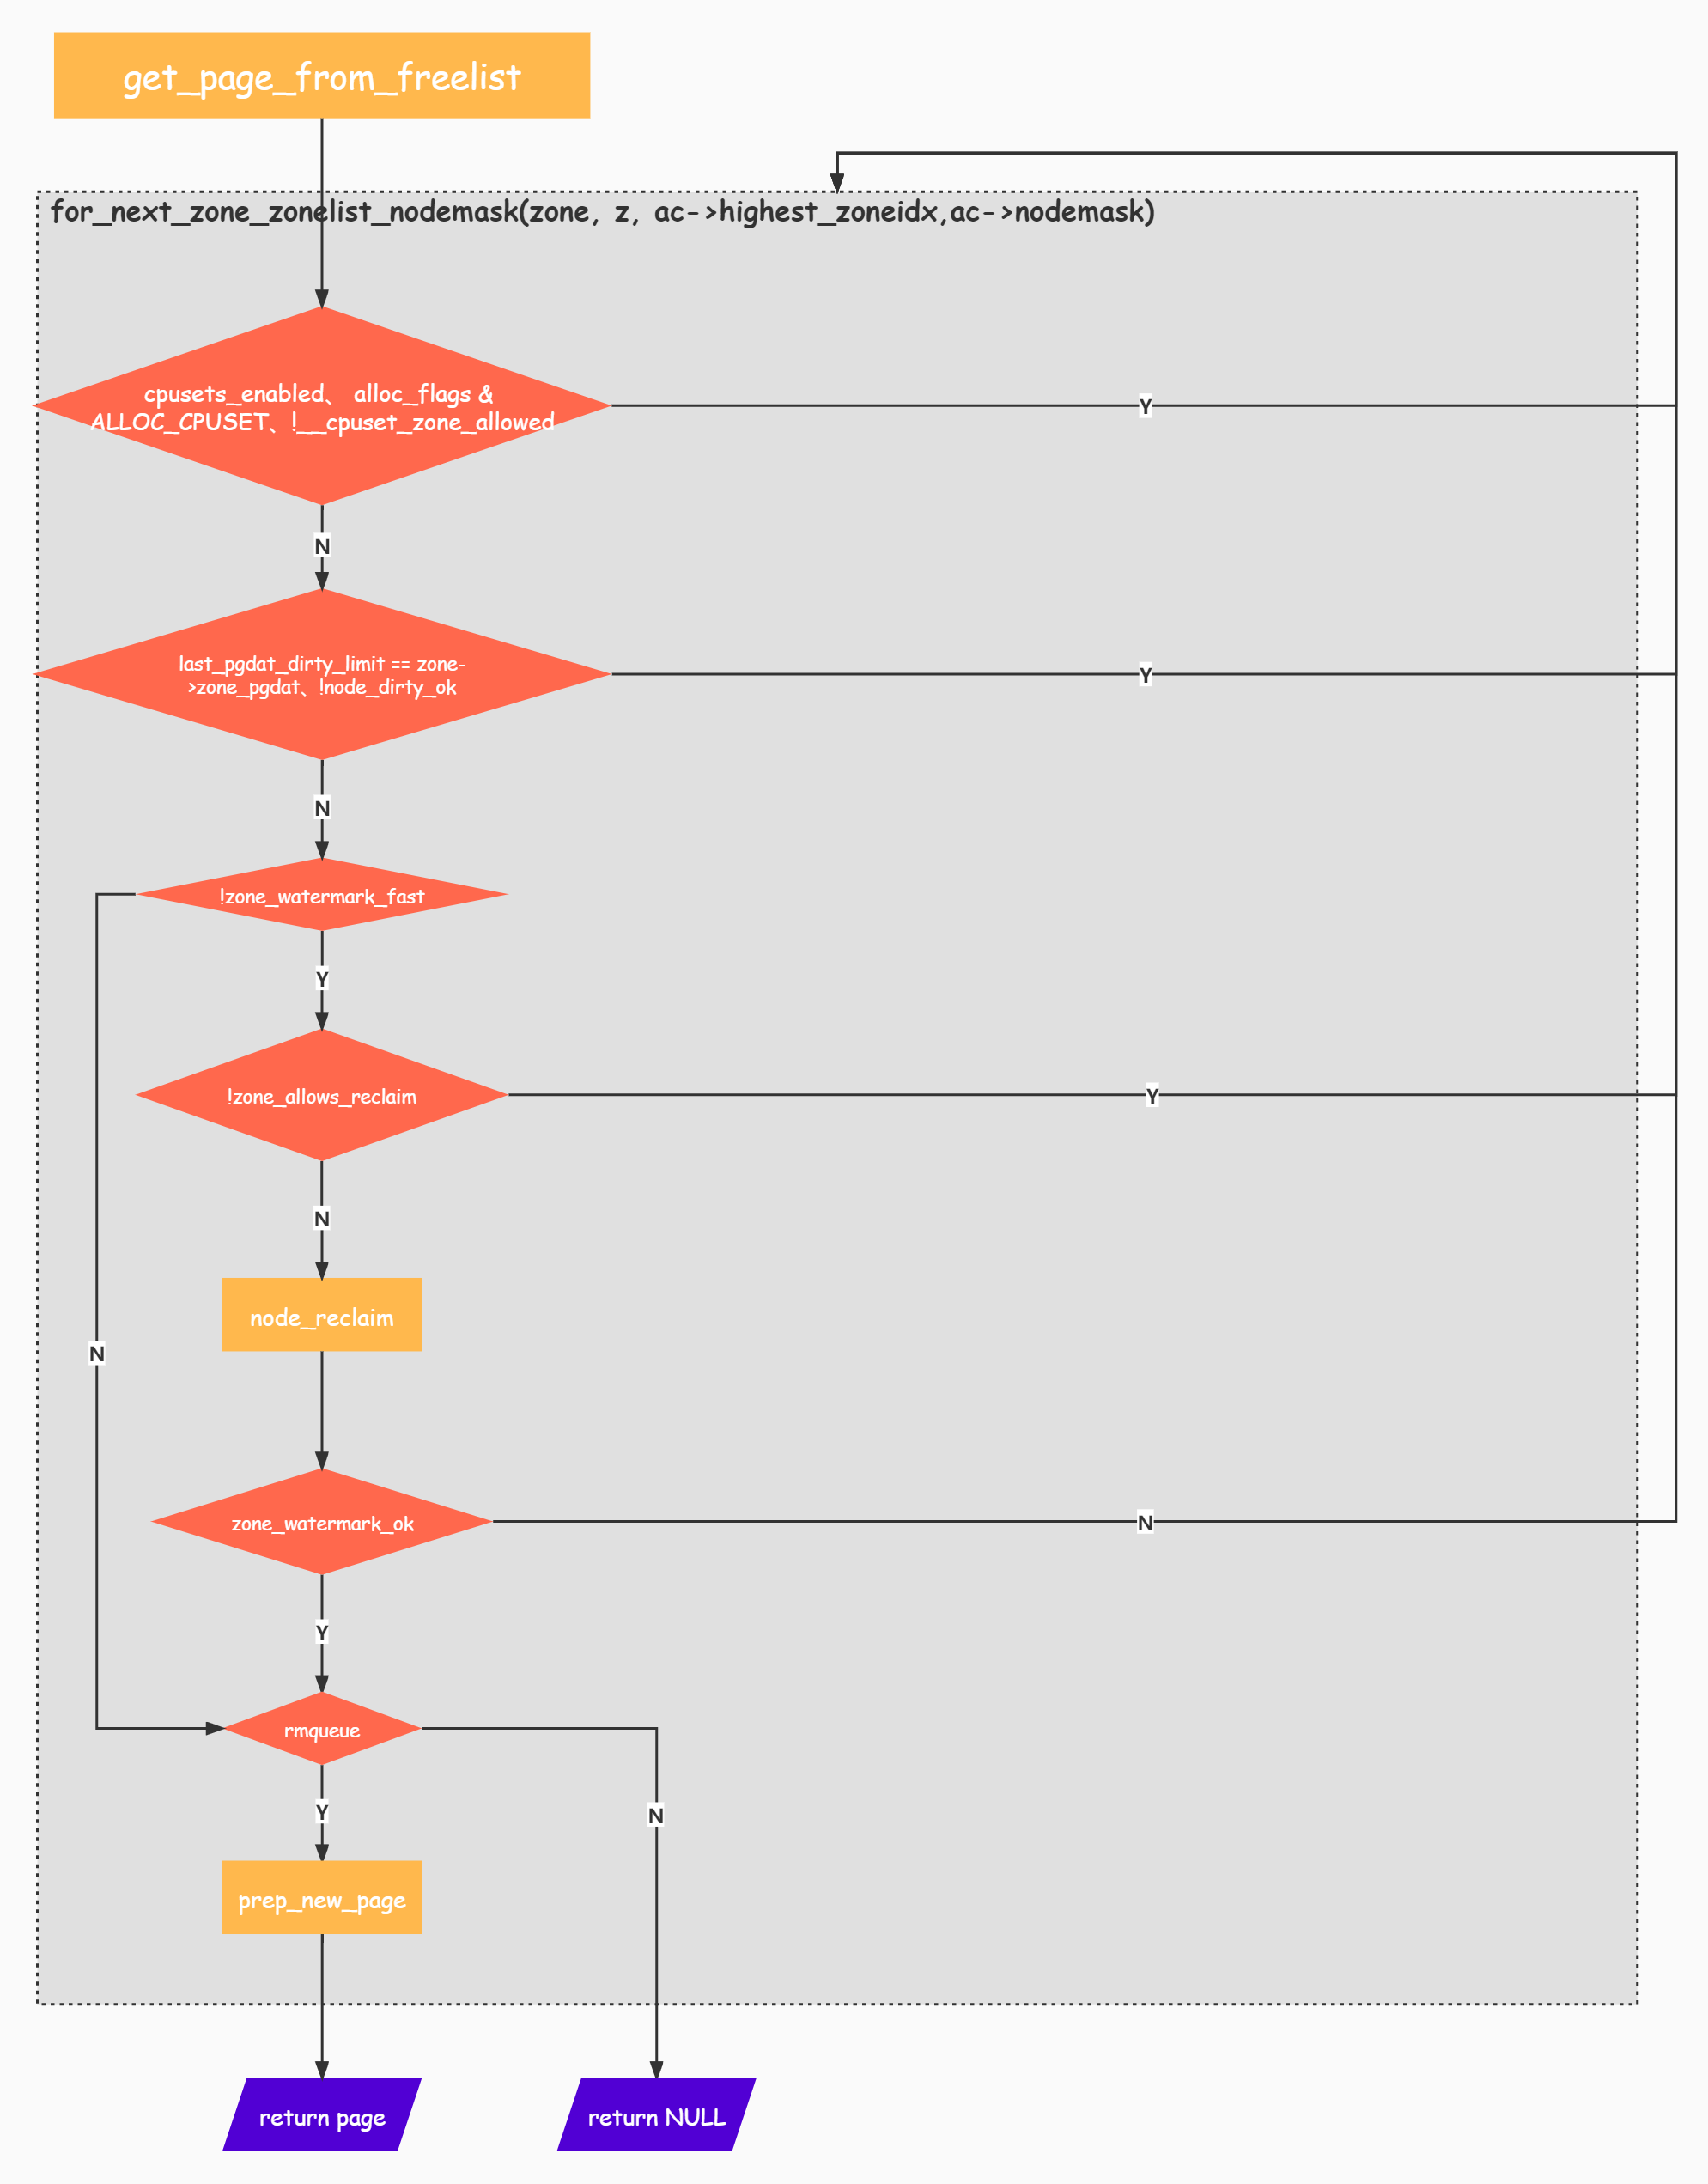 get_page_from_freelist
for_next_zone_zonelist_nodemask(zone, z, ac->highest_zoneidx,ac->nodemask)
cpusets_enabled、 alloc_flags &
ALLOC_CPUSET、!__cpuset_zone_allowed
Y
N
last_pgdat_dirty_limit == zone-
>zone_pgdat、!node_dirty_ok
Y
N
!zone_watermark_fast
Y
!zone_allows_reclaim
Y
N
node_reclaim
N
zone_watermark_ok
N
Y
rmqueue
Y
N
prep_new_page
return page
return NULL